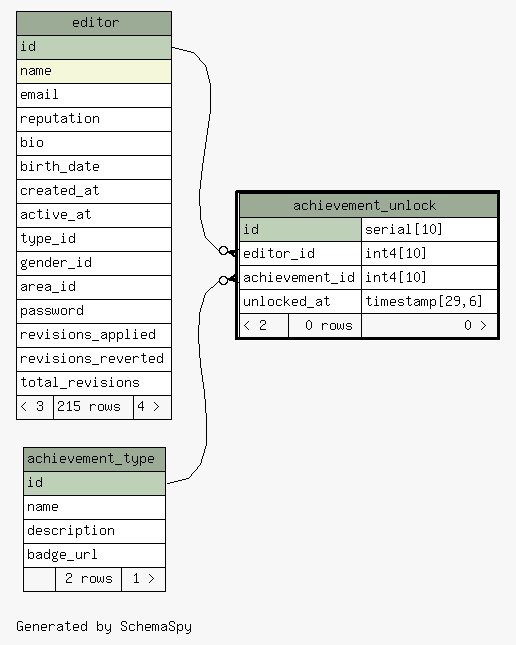 editor
id
name
email
reputation
bio
birth_date
created_at
active_at
type_id
gender_id
area_id
password
revisions_applied
revisions_reverted
total_revisions
< 3 215 rows 4 >
achievement_unlock
id serial[10]
editor_id int4[10]
achievement_id int4[10]
unlocked_at timestamp[29,6]
< 2 0 rows 0 >
achievement_type
id
name
description
badge_url
2 rows 1 >
Generated by SchemaSpy